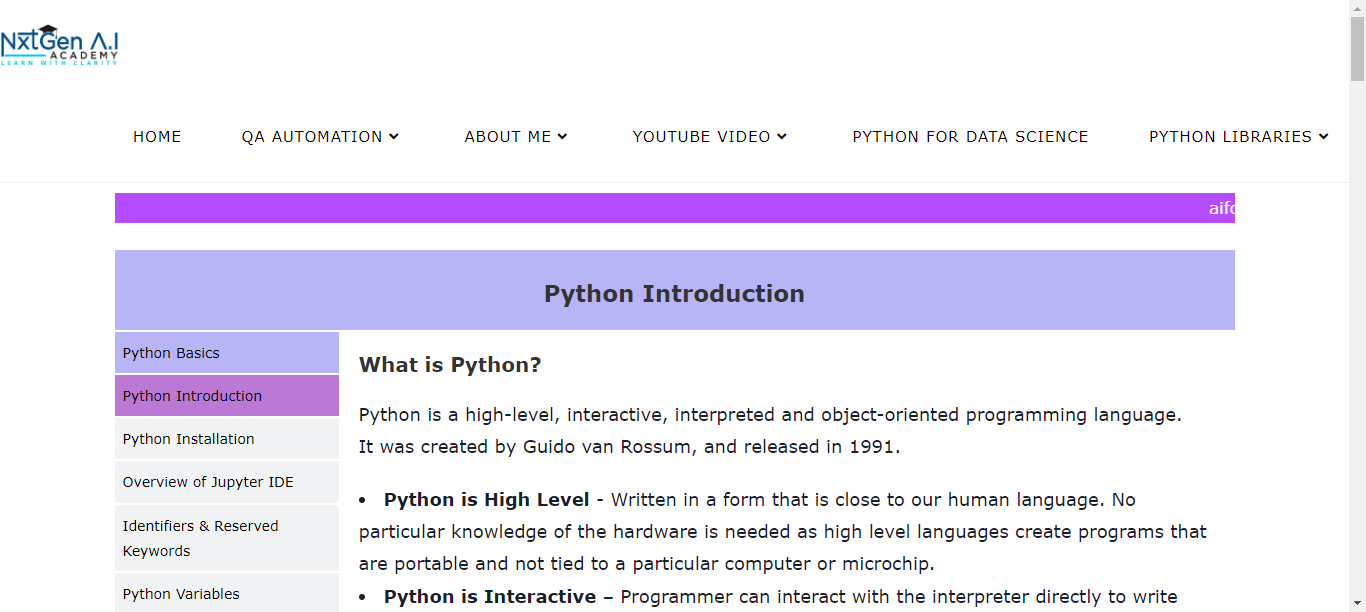 NxtGen A.I
ACADEMY
LEARN WITH CLARITY
HOME QA AUTOMATION ABOUT ME YOUTUBE VIDEO PYTHON FOR DATA SCIENCE PYTHON LIBRARIES
Python Introduction
Python Basics
Python Introduction
Python Installation
Overview of Jupyter IDE
Identifiers & Reserved
Keywords
Python Variables
What is Python?
Python is a high-level, interactive, interpreted and object-oriented programming language.
It was created by Guido van Rossum, and released in 1991.
• Python is High Level - Written in a form that is close to our human language. No
particular knowledge of the hardware is needed as high level languages create programs that
are portable and not tied to a particular computer or microchip.
• Python is Interactive – Programmer can interact with the interpreter directly to write